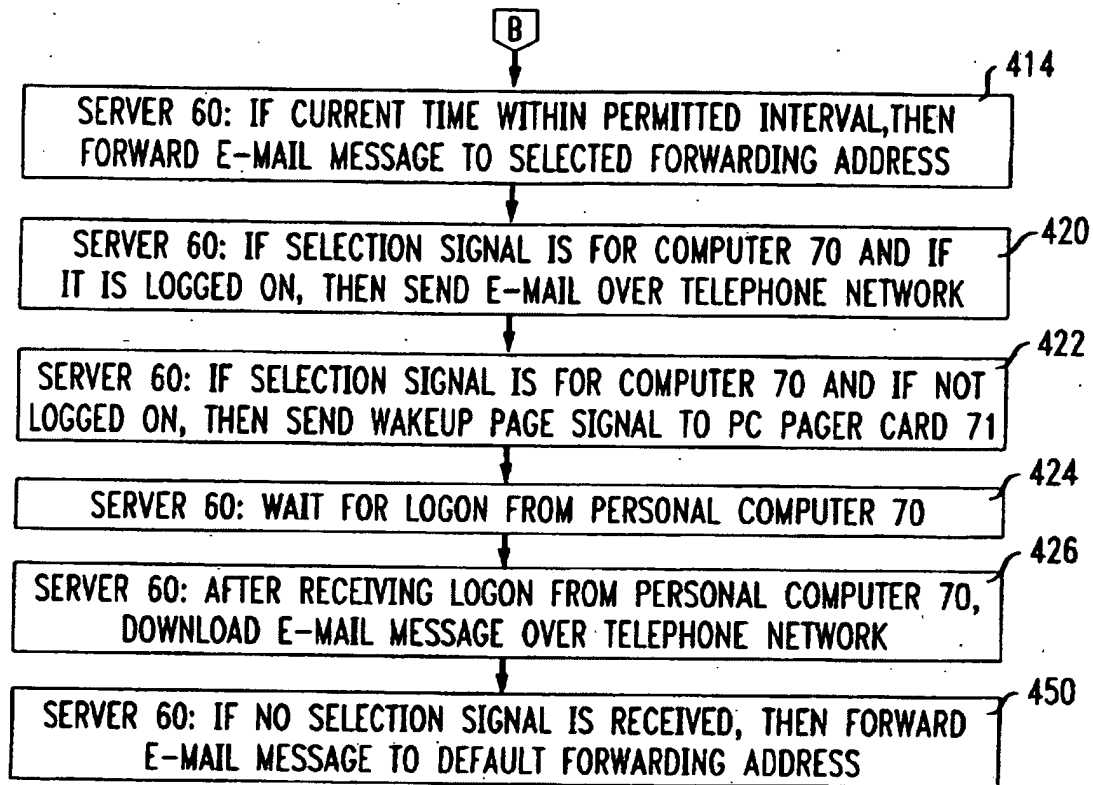 B
414
SERVER 60: IF CURRENT TIME WITHIN PERMITTED INTERVAL,THEN
FORWARD E-MAIL MESSAGE TO SELECTED FORWARDING ADDRESS
420
SERVER 60: IF SELECTION SIGNAL IS FOR COMPUTER 70 AND IF
IT IS LOGGED ON, THEN SEND E-MAIL OVER TELEPHONE NETWORK
422
SERVER 60: IF SELECTION SIGNAL IS FOR COMPUTER 70 AND IF NOT
LOGGED ON, THEN SEND WAKEUP PAGE SIGNAL TO PC PAGER CARD 71
424
SERVER 60: WAIT FOR LOGON FROM PERSONAL COMPUTER 70
426
SERVER 60: AFTER RECEIVING LOGON FROM PERSONAL COMPUTER 70,
DOWNLOAD E-MAIL MESSAGE OVER TELEPHONE NETWORK
450
SERVER 60: IF NO SELECTION SIGNAL IS RECEIVED, THEN FORWARD
E-MAIL MESSAGE TO DEFAULT FORWARDING ADDRESS